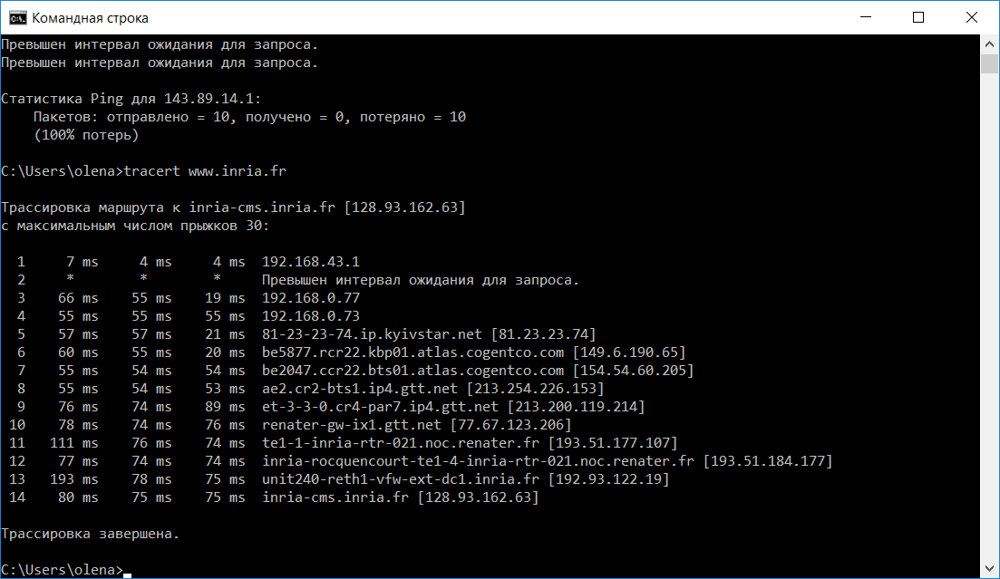 Командная строка
Превышен интервал ожидания для запроса.
Превышен интервал ожидания для запроса.
Статистика Ping для 143.89.14.1:
    Пакетов: отправлено = 10, получено = 0, потеряно = 10
    (100% потерь)
C:\Users\olena>tracert www.inria.fr
Трассировка маршрута к inria-cms.inria.fr [128.93.162.63]
с максимальным числом прыжков 30:
  1     7 ms     4 ms     4 ms  192.168.43.1
  2     *        *        *     Превышен интервал ожидания для запроса.
  3    66 ms    55 ms    19 ms  192.168.0.77
  4    55 ms    55 ms    55 ms  192.168.0.73
  5    57 ms    57 ms    21 ms  81-23-23-74.ip.kyivstar.net [81.23.23.74]
  6    60 ms    55 ms    20 ms  be5877.rcr22.kbp01.atlas.cogentco.com [149.6.190.65]
  7    55 ms    54 ms    54 ms  be2047.ccr22.bts01.atlas.cogentco.com [154.54.60.205]
  8    55 ms    54 ms    53 ms  ae2.cr2-bts1.ip4.gtt.net [213.254.226.153]
  9    76 ms    74 ms    89 ms  et-3-3-0.cr4-par7.ip4.gtt.net [213.200.119.214]
 10    78 ms    74 ms    76 ms  renater-gw-ix1.gtt.net [77.67.123.206]
 11   111 ms    76 ms    74 ms  te1-1-inria-rtr-021.noc.renater.fr [193.51.177.107]
 12    77 ms    74 ms    74 ms  inria-rocquencourt-te1-4-inria-rtr-021.noc.renater.fr [193.51.184.177]
 13   193 ms    78 ms    75 ms  unit240-reth1-vfw-ext-dc1.inria.fr [192.93.122.19]
 14    80 ms    75 ms    75 ms  inria-cms.inria.fr [128.93.162.63]
Трассировка завершена.
C:\Users\olena>